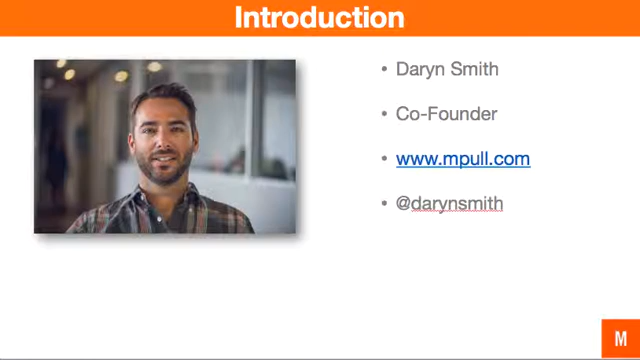 Introduction
• Daryn Smith
• Co-Founder
• www.mpull.com
• @darynsmith
M